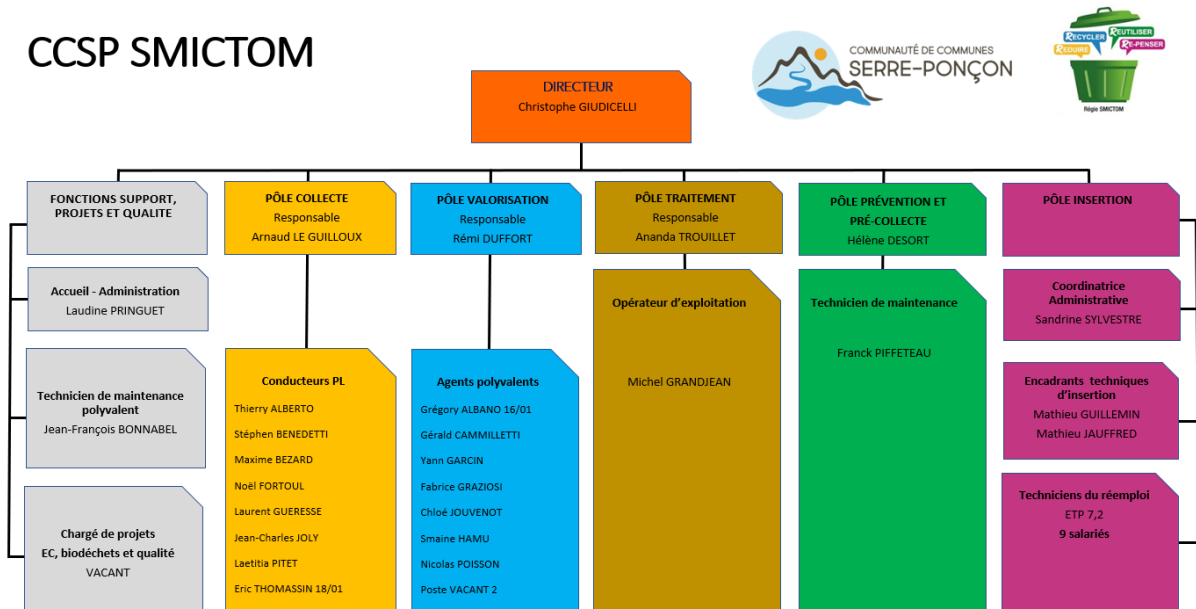 CCSP SMICTOM
COMMUNAUTÉ DE COMMUNES
SERRE-PONÇON
RECYCLER
REUTILISER
REDUIRE
RE-PENSER
Régie SMICTOM
DIRECTEUR
Christophe GIUDICELLI
FONCTIONS SUPPORT,
PROJETS ET QUALITE
Accueil - Administration
Laudine PRINGUET
Technicien de maintenance
polyvalent
Jean-François BONNABEL
Chargé de projets
EC, biodéchets et qualité
VACANT
PÔLE COLLECTE
Responsable
Arnaud LE GUILLOUX
Conducteurs PL
Thierry ALBERTO
Stéphen BENEDETTI
Maxime BEZARD
Noël FORTOUL
Laurent GUERESSE
Jean-Charles JOLY
Laetitia PITET
Eric THOMASSIN 18/01
PÔLE VALORISATION
Responsable
Rémi DUFFORT
Agents polyvalents
Grégory ALBANO 16/01
Gérald CAMMILLETTI
Yann GARCIN
Fabrice GRAZIOSI
Chloé JOUVENOT
Smaine HAMU
Nicolas POISSON
Poste VACANT 2
PÔLE TRAITEMENT
Responsable
Ananda TROUILLET
Opérateur d'exploitation
Michel GRANDJEAN
PÔLE PRÉVENTION ET
PRÉ-COLLECTE
Hélène DESORT
Technicien de maintenance
Franck PIFFETEAU
PÔLE INSERTION
Coordinatrice
Administrative
Sandrine SYLVESTRE
Encadrants techniques
d'insertion
Mathieu GUILLEMIN
Mathieu JAUFFRED
Techniciens du réemploi
ETP 7,2
9 salariés